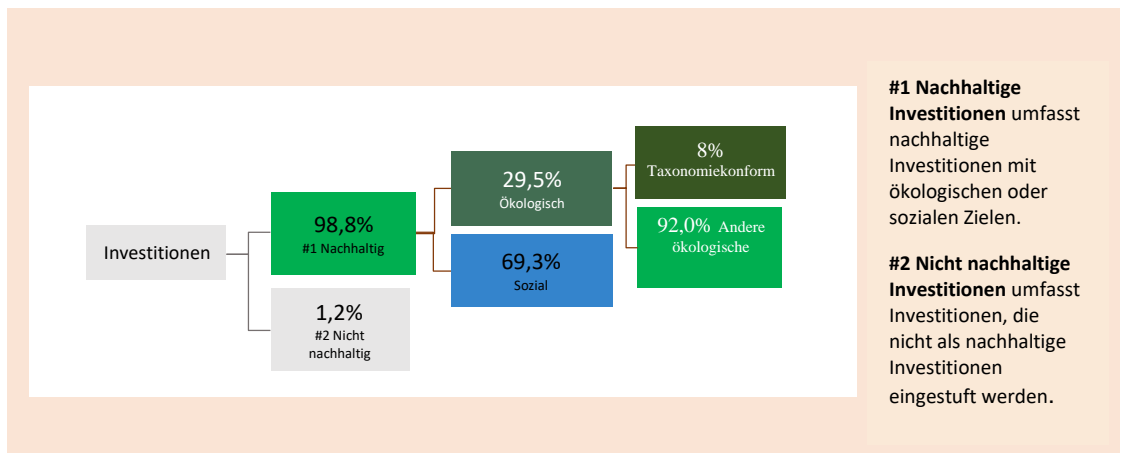 Investitionen
98,8%
#1 Nachhaltig
1,2%
#2 Nicht
nachhaltig
29,5%
Ökologisch
69,3%
Sozial
8%
Taxonomiekonform
92,0% Andere
ökologische
#1 Nachhaltige
Investitionen umfasst
nachhaltige
Investitionen mit
ökologischen oder
sozialen Zielen.
#2 Nicht nachhaltige
Investitionen umfasst
Investitionen, die
nicht als nachhaltige
Investitionen
eingestuft werden.